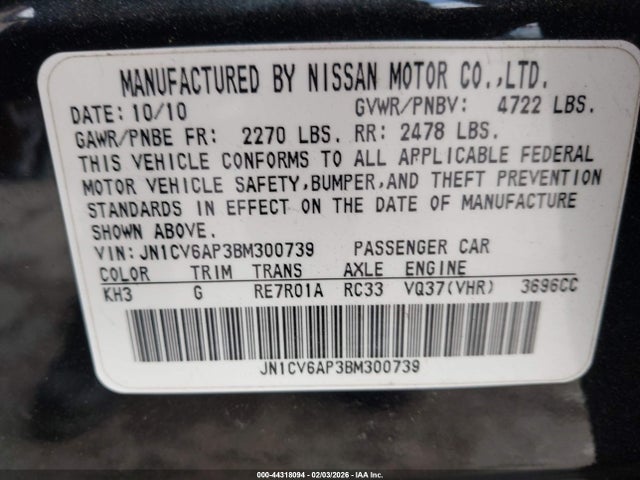 MANUFACTURED BY NISSAN MOTOR CO.,LTD.
DATE: 10/10 GVWR/PNBV: 4722 LBS.
GAWR/PNBE FR: 2270 LBS. RR: 2478 LBS.
THIS VEHICLE CONFORMS TO ALL APPLICABLE FEDERAL
MOTOR VEHICLE SAFETY,BUMPER,AND THEFT PREVENTION
STANDARDS IN EFFECT ON THE DATE OF MANUFACTURE
SHOWN ABOVE.
VIN: JN1CV6AP3BM300739 PASSENGER CAR
COLOR TRIM TRANS AXLE ENGINE
KH3 G RE7R01A RC33 VQ37(VHR) 3696CC
JN1CV6AP3BM300739
000-44318094 - 02/03/2026 - IAA Inc.